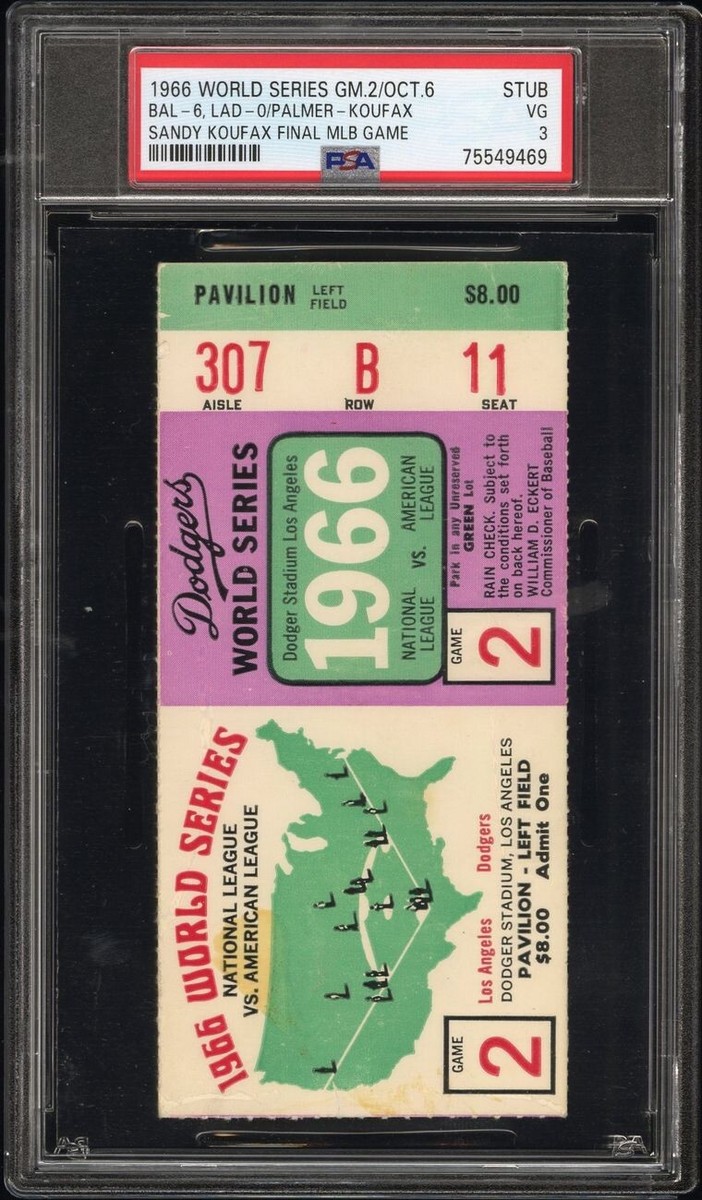 1966 WORLD SERIES GM.2/OCT.6 STUB
BAL-6, LAD-0/PALMER-KOUFAX VG
SANDY KOUFAX FINAL MLB GAME 3
PSA 75549469
PAVILION LEFT FIELD $8.00
307 B 11
AISLE ROW SEAT
Dodgers
WORLD SERIES
Dodger Stadium Los Angeles
1966
NATIONAL LEAGUE VS. AMERICAN LEAGUE
Park in any Unreserved
GREEN Lot
RAIN CHECK. Subject to
the conditions set forth
on back hereof.
WILLIAM D. ECKERT
Commissioner of Baseball
GAME
2
1966 WORLD SERIES
NATIONAL LEAGUE
VS. AMERICAN LEAGUE
Los Angeles Dodgers
DODGER STADIUM, LOS ANGELES
PAVILION - LEFT FIELD
$8.00 Admit One
GAME
2
PSA
PSA